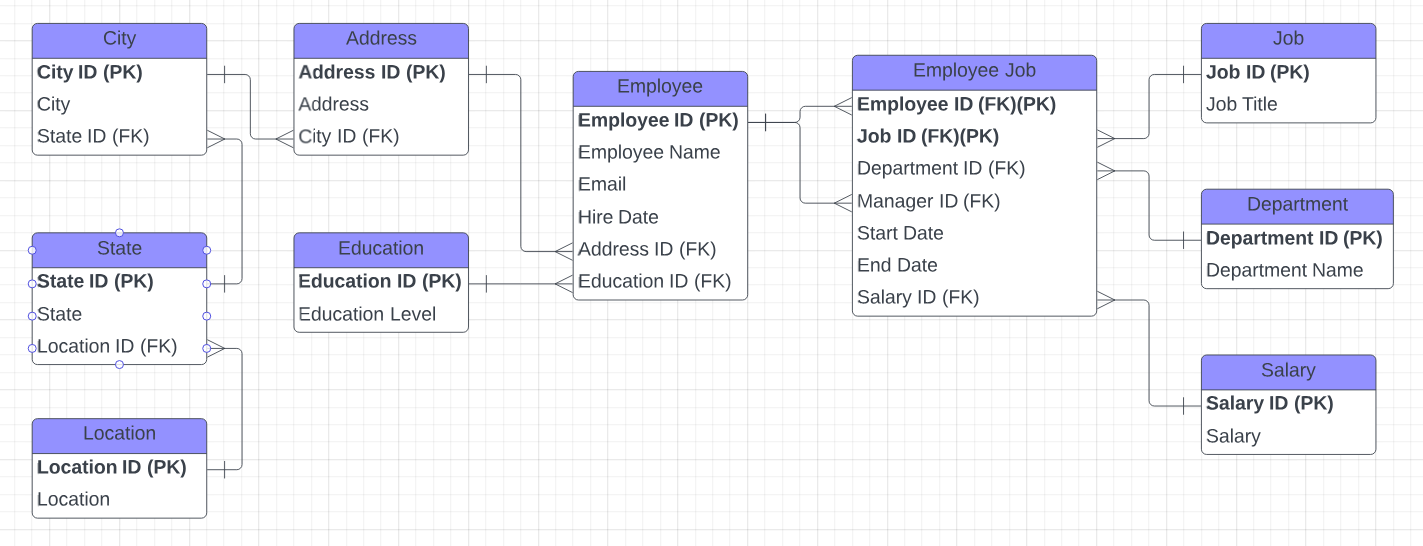 City
City ID (PK)
City
State ID (FK)
Address
Address ID (PK)
Address
City ID (FK)
Employee
Employee ID (PK)
Employee Name
Email
Hire Date
Address ID (FK)
Education ID (FK)
Employee Job
Employee ID (FK)(PK)
Job ID (FK)(PK)
Department ID (FK)
Manager ID (FK)
Start Date
End Date
Salary ID (FK)
Job
Job ID (PK)
Job Title
State
State ID (PK)
State
Location ID (FK)
Education
Education ID (PK)
Education Level
Department
Department ID (PK)
Department Name
Location
Location ID (PK)
Location
Salary
Salary ID (PK)
Salary